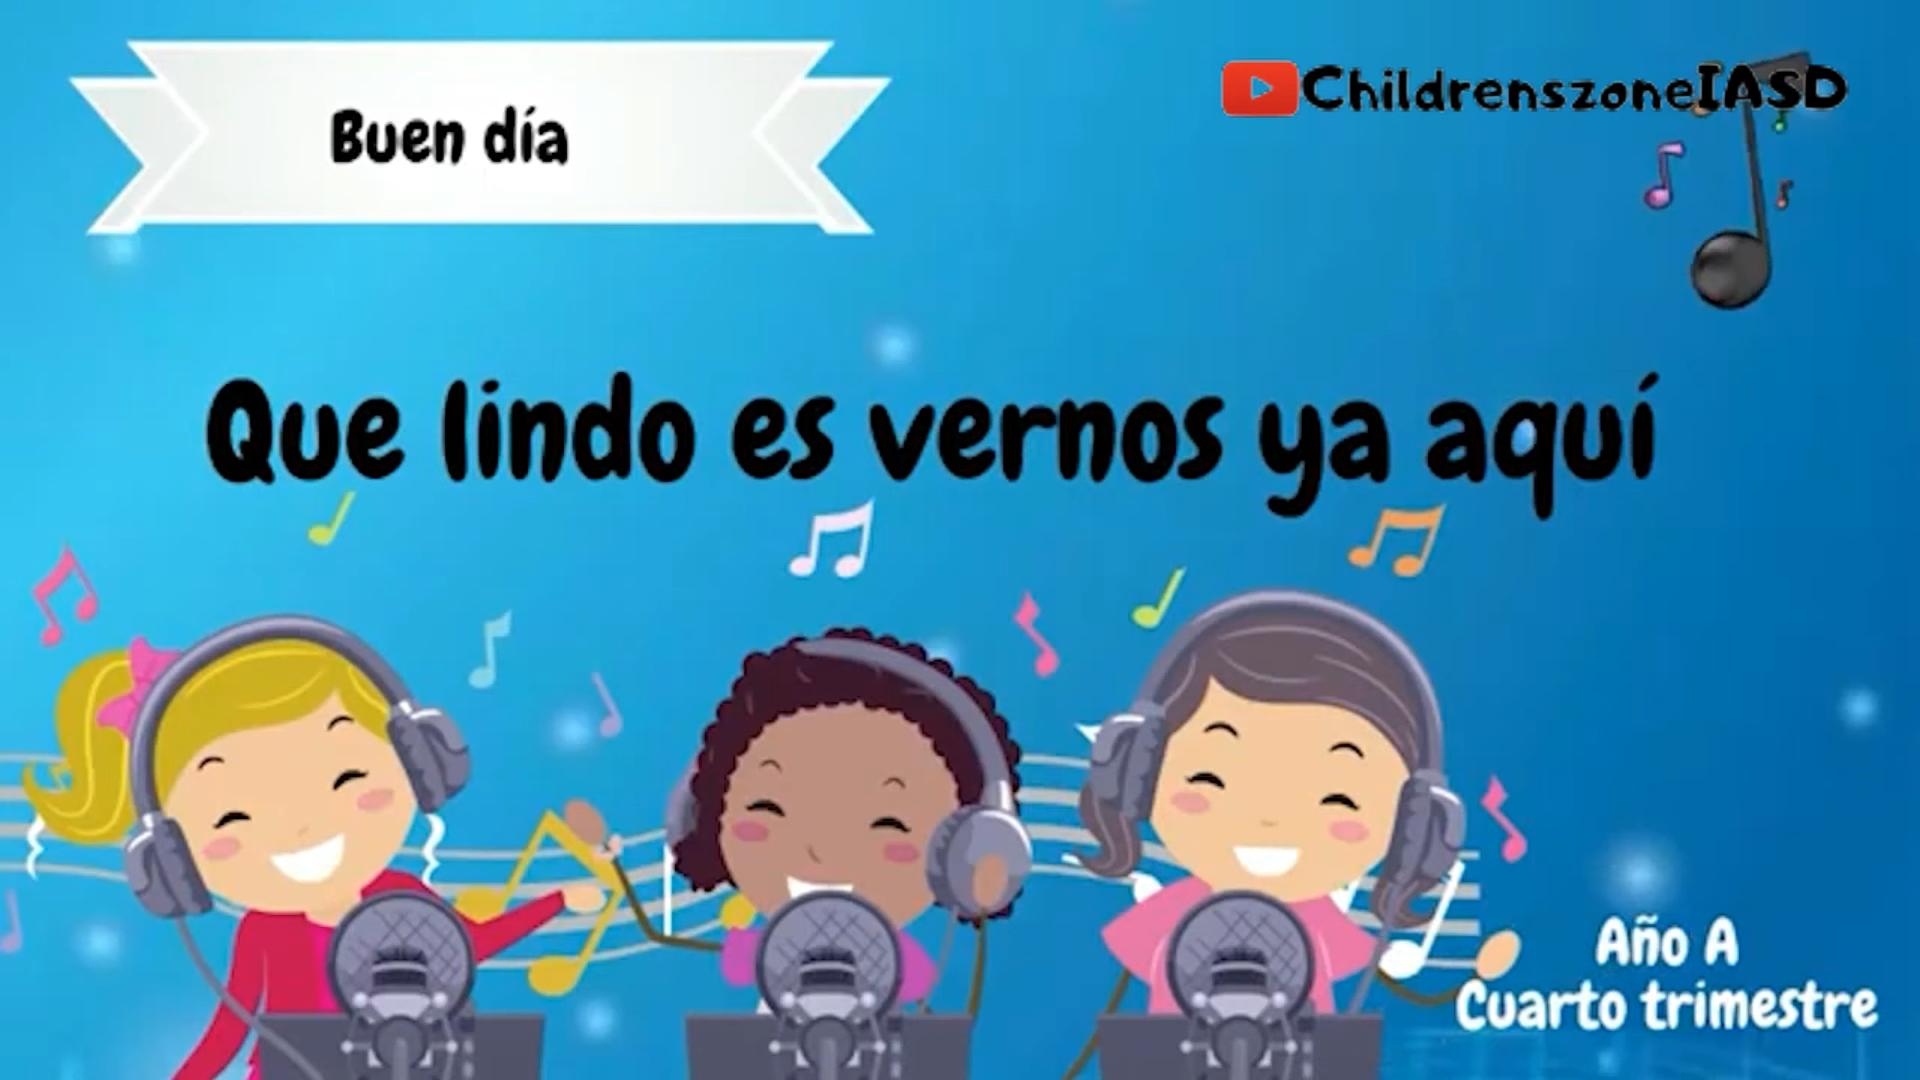 Buen día
ChildrenszoneIASD
Que lindo es vernos ya aquí
Año A
Cuarto trimestre